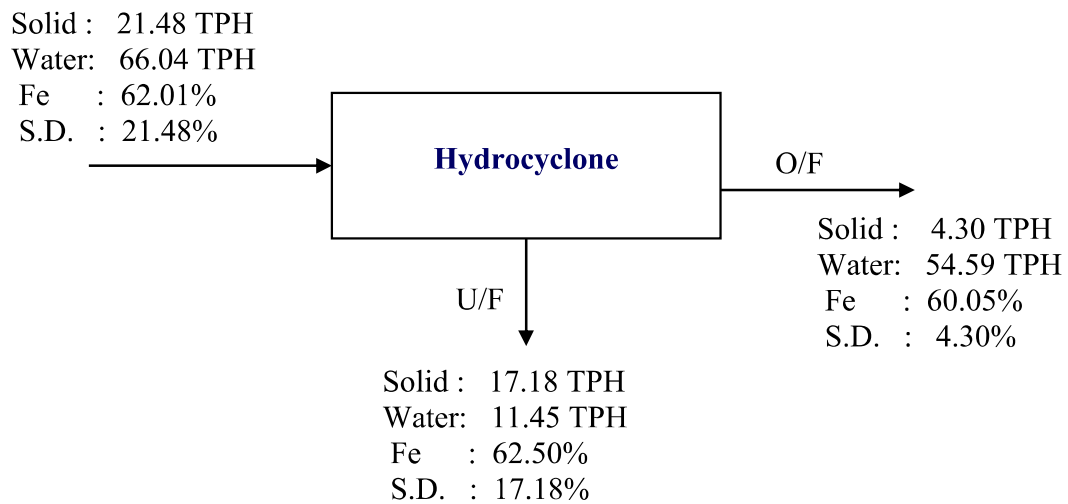 Solid : 21.48 TPH
Water: 66.04 TPH
Fe : 62.01%
S.D. : 21.48%
Hydrocyclone
O/F
Solid : 4.30 TPH
Water: 54.59 TPH
Fe : 60.05%
S.D. : 4.30%
U/F
Solid : 17.18 TPH
Water: 11.45 TPH
Fe : 62.50%
S.D. : 17.18%